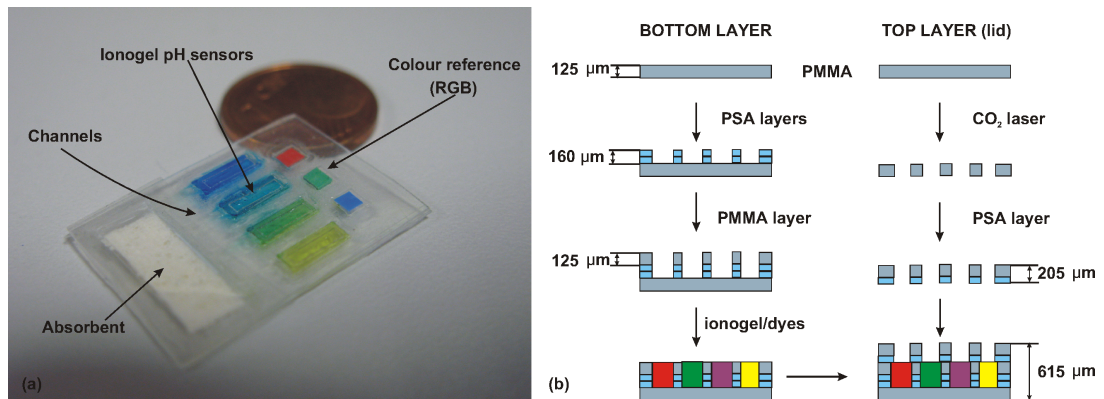 Ionogel pH sensors
Colour reference
(RGB)
Channels
Absorbent
(a)
BOTTOM LAYER
TOP LAYER (lid)
125 µm
PMMA
PSA layers
CO₂ laser
160 µm
PMMA layer
PSA layer
125 µm
205 µm
ionogel/dyes
615 µm
(b)